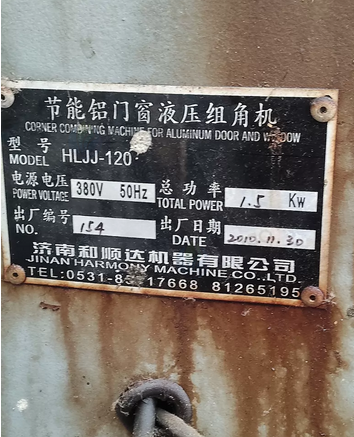 节能铝门窗液压组角机
CORNER COMBINING MACHINE FOR ALUMINUM DOOR AND WINDOW
型号
MODEL HLJJ-120
电源电压 380V 50Hz 总功率 1.5 Kw
POWER VOLTAGE TOTAL POWER
出厂编号 154 出厂日期 2010.11.30
NO. DATE
济南和顺达机器有限公司
JINAN HARMONY MACHINE CO.,LTD.
TEL:0531- 81265195